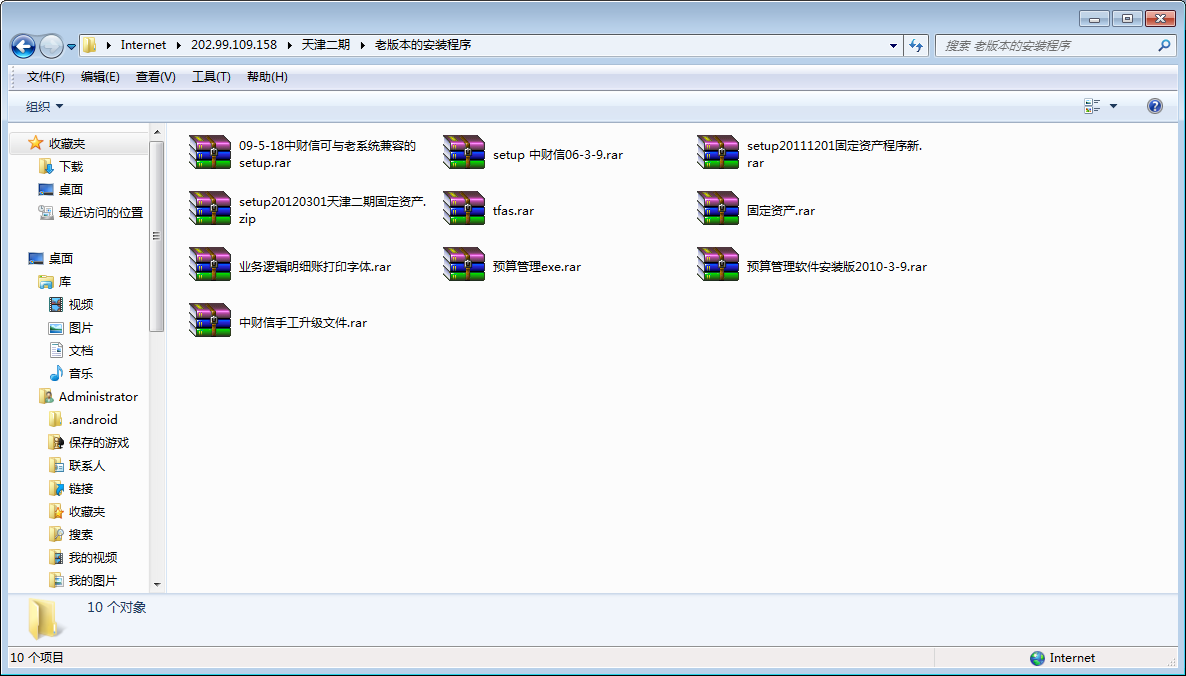 Internet 202.99.109.158 天津二期 老版本的安装程序
搜索 老版本的安装程序
文件(F) 编辑(E) 查看(V) 工具(T) 帮助(H)
组织
收藏夹
下载
桌面
最近访问的位置
桌面
库
视频
图片
文档
音乐
Administrator
.android
保存的游戏
联系人
链接
收藏夹
搜索
我的视频
我的图片
09-5-18中财信可与老系统兼容的
setup.rar
setup 中财信06-3-9.rar
setup20111201固定资产程序新.
rar
setup20120301天津二期固定资产.
zip
tfas.rar
固定资产.rar
业务逻辑明细账打印字体.rar
预算管理exe.rar
预算管理软件安装版2010-3-9.rar
中财信手工升级文件.rar
10 个对象
10 个项目
Internet